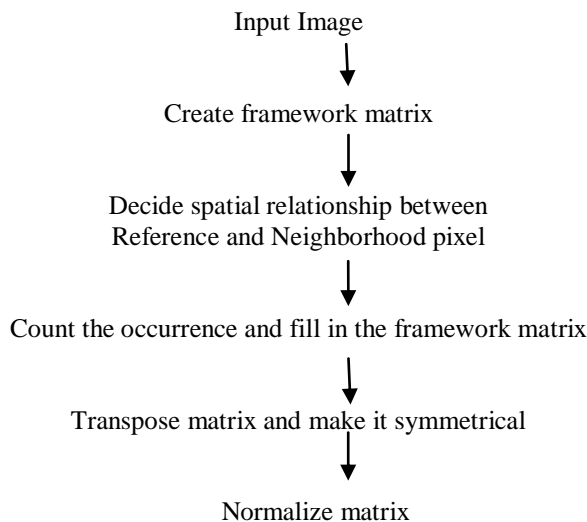 Input Image
Create framework matrix
Decide spatial relationship between
Reference and Neighborhood pixel
Count the occurrence and fill in the framework matrix
Transpose matrix and make it symmetrical
Normalize matrix